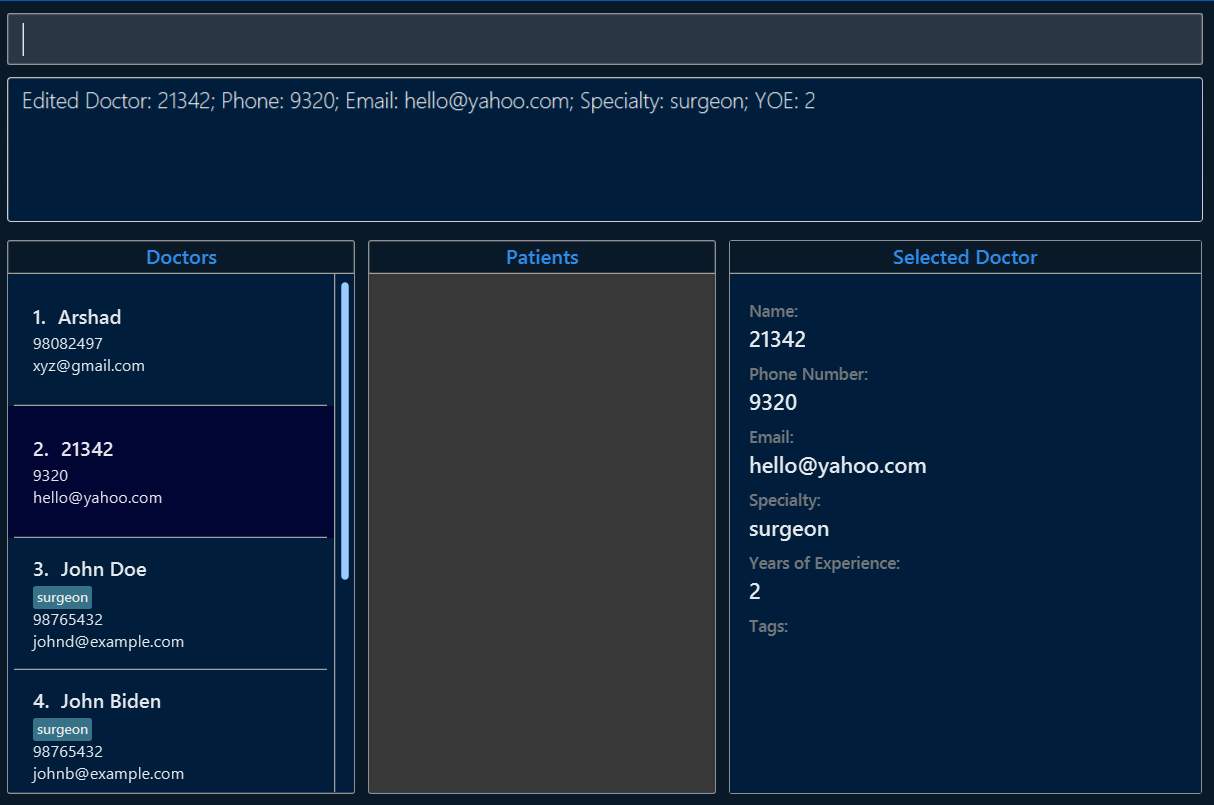 Edited Doctor: 21342; Phone: 9320; Email: hello@yahoo.com; Specialty: surgeon; YOE: 2
Doctors
1. Arshad
98082497
xyz@gmail.com
2. 21342
9320
hello@yahoo.com
3. John Doe
surgeon
98765432
johnd@example.com
4. John Biden
surgeon
98765432
johnb@example.com
Patients
Selected Doctor
Name:
21342
Phone Number:
9320
Email:
hello@yahoo.com
Specialty:
surgeon
Years of Experience:
2
Tags: